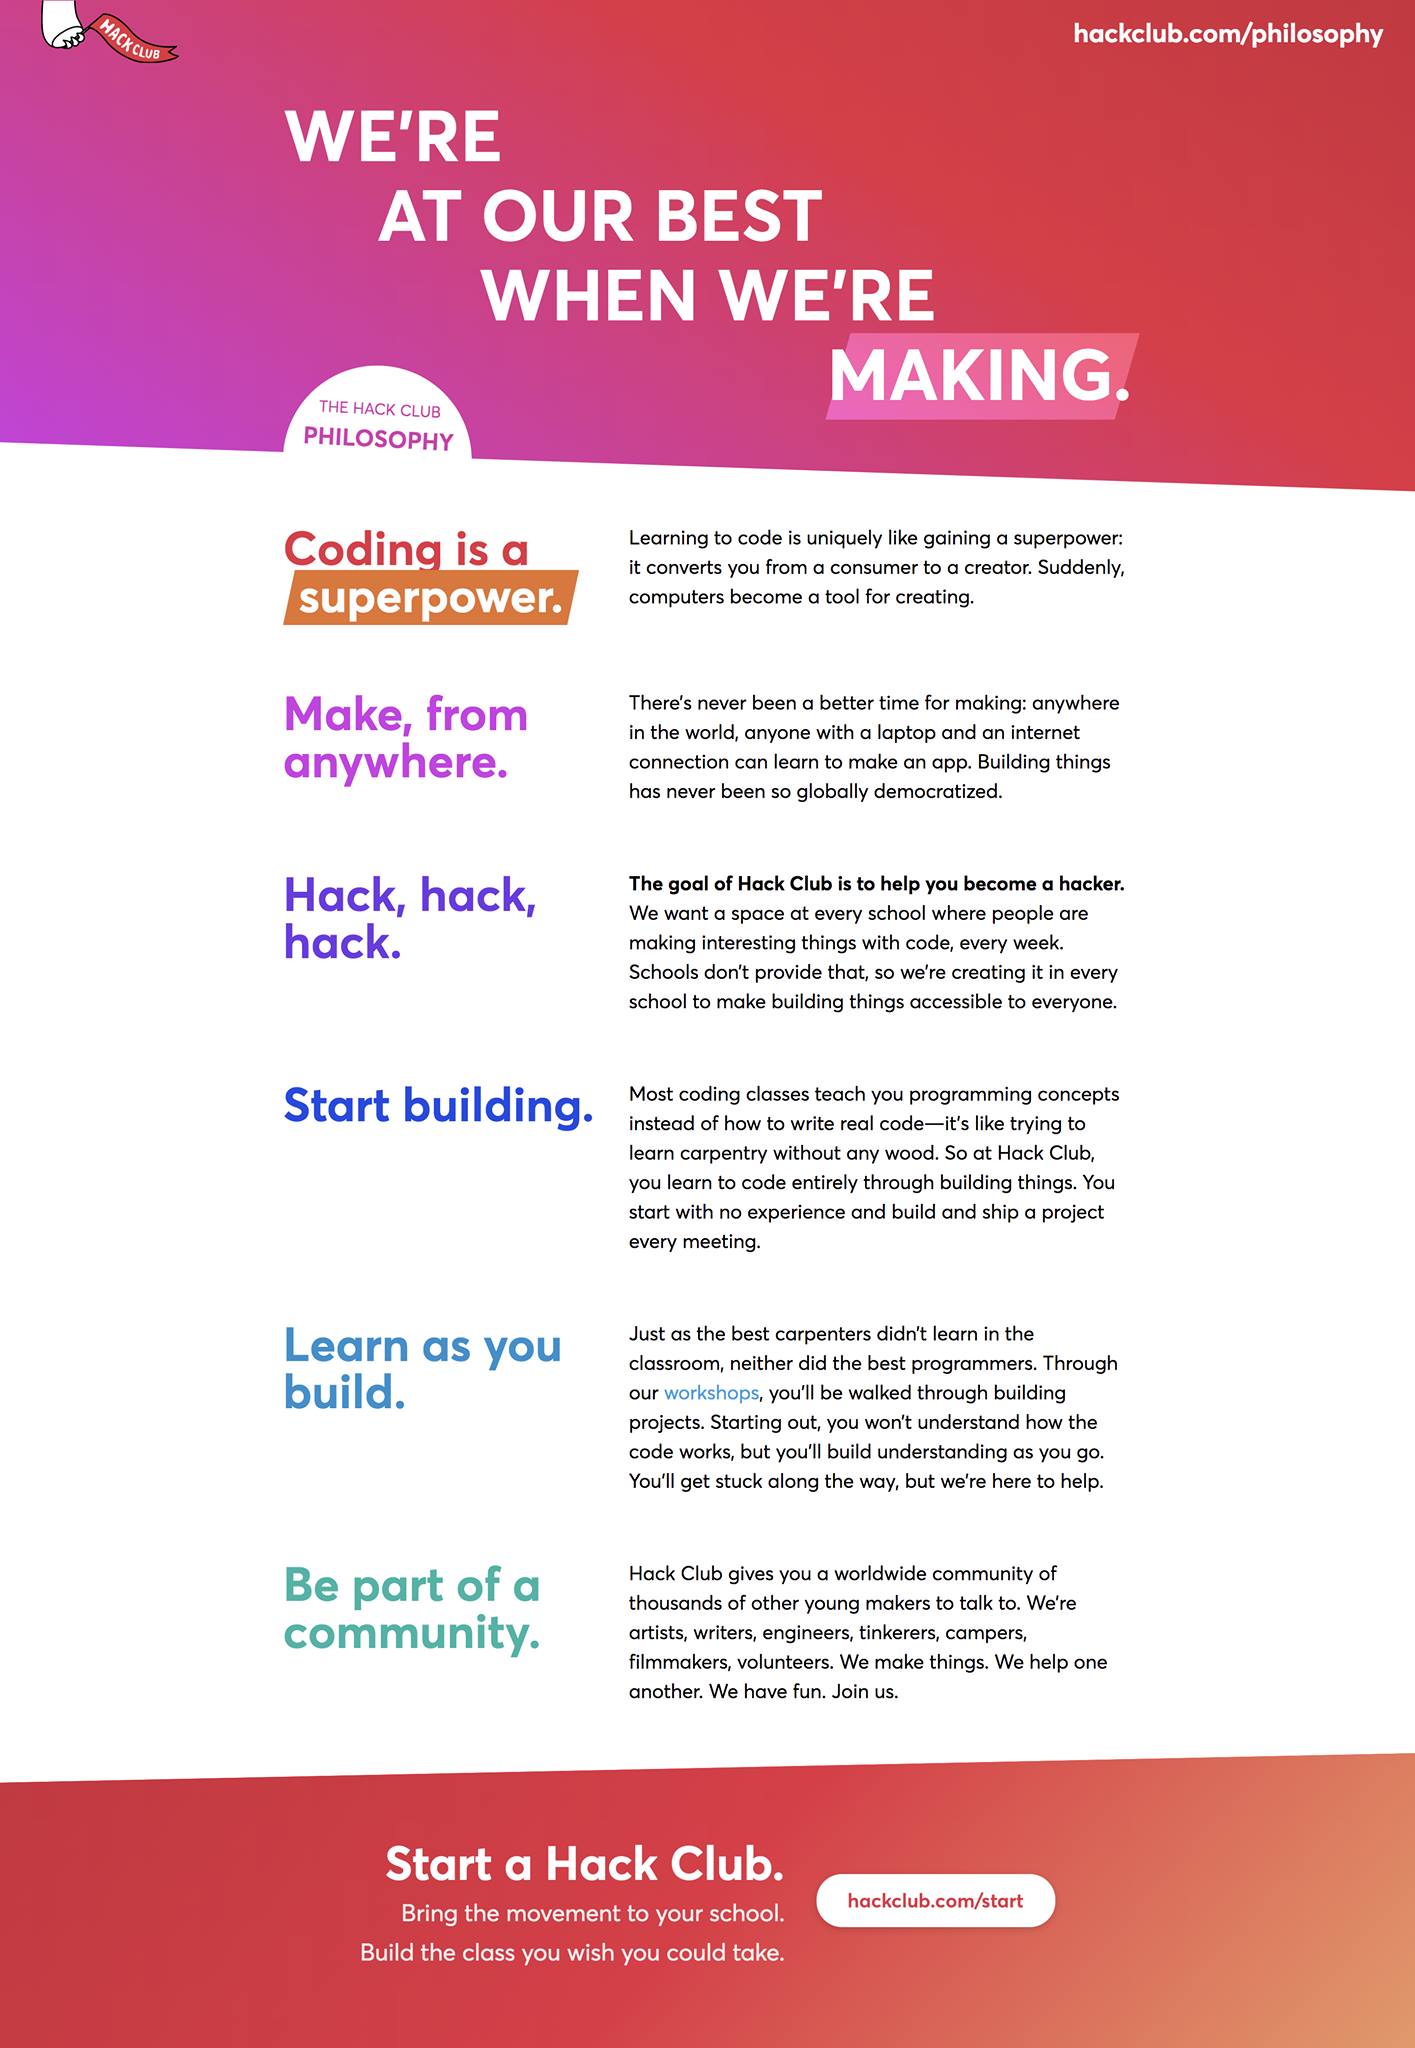 HACK CLUB
hackclub.com/philosophy
WE'RE
AT OUR BEST
WHEN WE'RE
MAKING.
THE HACK CLUB
PHILOSOPHY
Coding is a
superpower.
Learning to code is uniquely like gaining a superpower:
it converts you from a consumer to a creator. Suddenly,
computers become a tool for creating.
Make, from
anywhere.
There's never been a better time for making: anywhere
in the world, anyone with a laptop and an internet
connection can learn to make an app. Building things
has never been so globally democratized.
Hack, hack,
hack.
The goal of Hack Club is to help you become a hacker.
We want a space at every school where people are
making interesting things with code, every week.
Schools don't provide that, so we're creating it in every
school to make building things accessible to everyone.
Start building.
Most coding classes teach you programming concepts
instead of how to write real code—it's like trying to
learn carpentry without any wood. So at Hack Club,
you learn to code entirely through building things. You
start with no experience and build and ship a project
every meeting.
Learn as you
build.
Just as the best carpenters didn't learn in the
classroom, neither did the best programmers. Through
our workshops, you'll be walked through building
projects. Starting out, you won't understand how the
code works, but you'll build understanding as you go.
You'll get stuck along the way, but we're here to help.
Be part of a
community.
Hack Club gives you a worldwide community of
thousands of other young makers to talk to. We're
artists, writers, engineers, tinkerers, campers,
filmmakers, volunteers. We make things. We help one
another. We have fun. Join us.
Start a Hack Club.
Bring the movement to your school.
Build the class you wish you could take.
hackclub.com/start